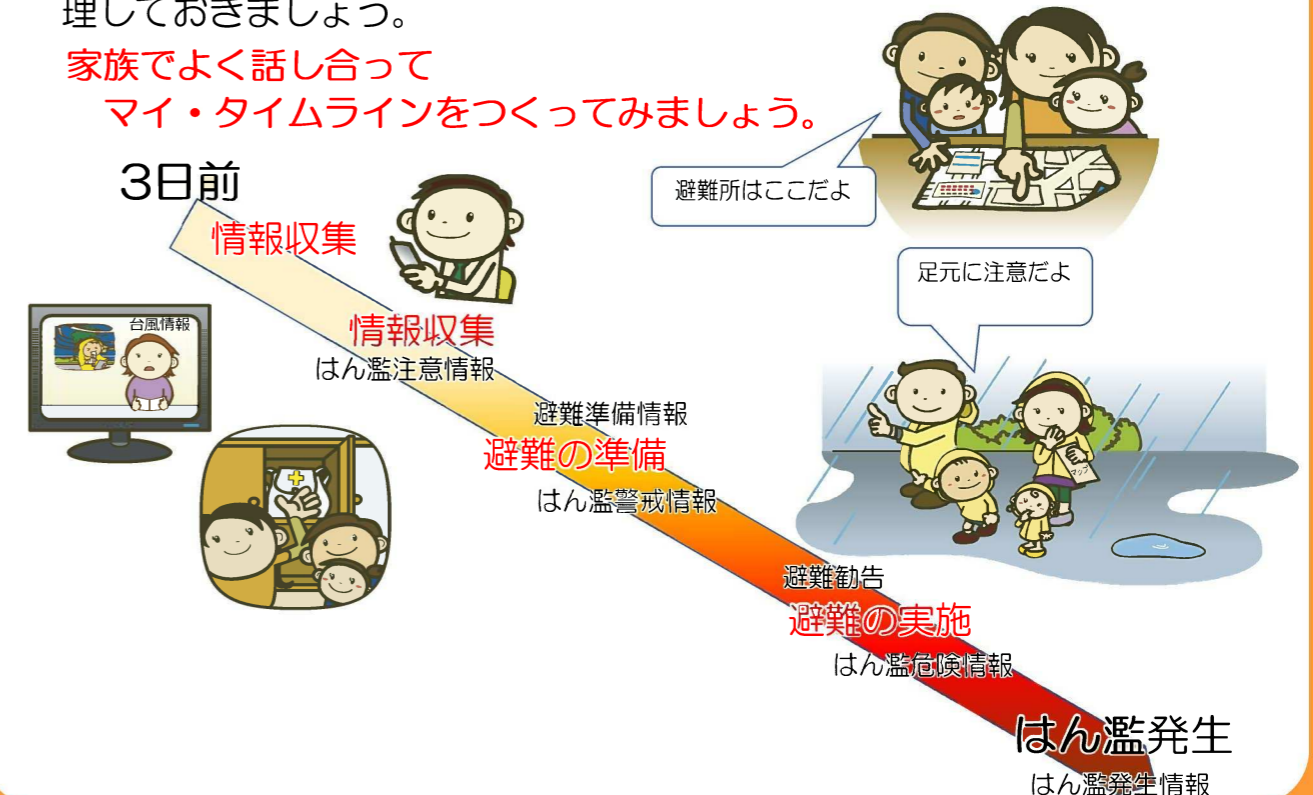 理しておきましょう。
家族でよく話し合って
マイ・タイムラインをつくってみましょう。
3日前
情報収集
避難所はここだよ
足元に注意だよ
台風情報
情報収集
はん濫注意情報
避難準備情報
避難の準備
はん濫警戒情報
避難勧告
避難の実施
はん濫危険情報
はん濫発生
はん濫発生情報